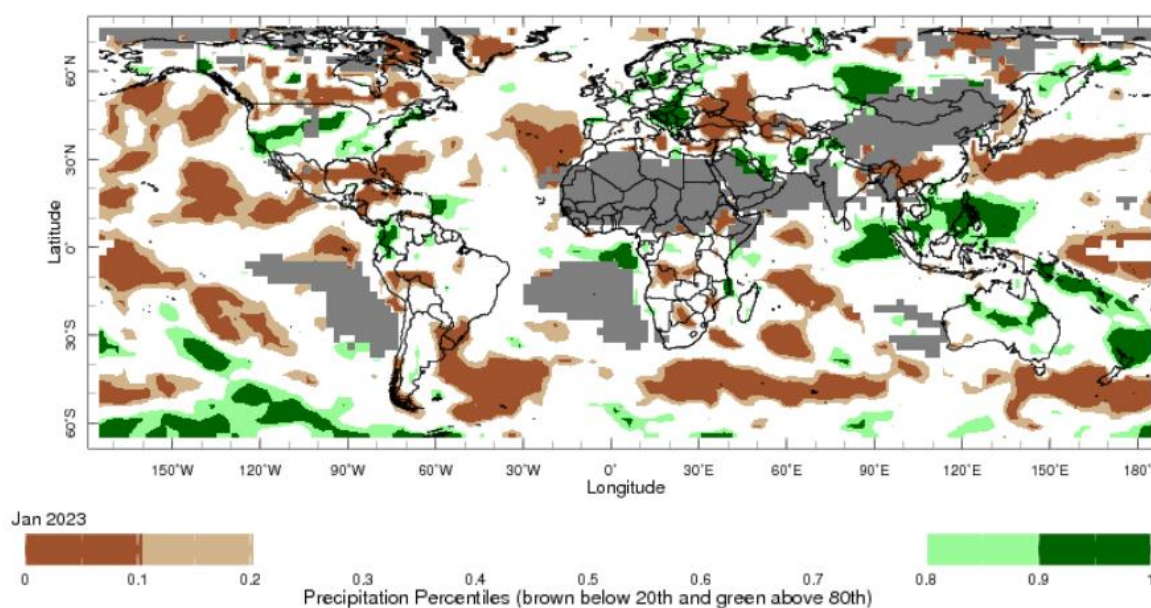 60°N
30°N
0°
30°S
60°S
Latitude
150°W 120°W 90°W 60°W 30°W 0° 30°E 60°E 90°E 120°E 150°E 180°
Longitude
Jan 2023
0 0.1 0.2 0.3 0.4 0.5 0.6 0.7 0.8 0.9 1
Precipitation Percentiles (brown below 20th and green above 80th)